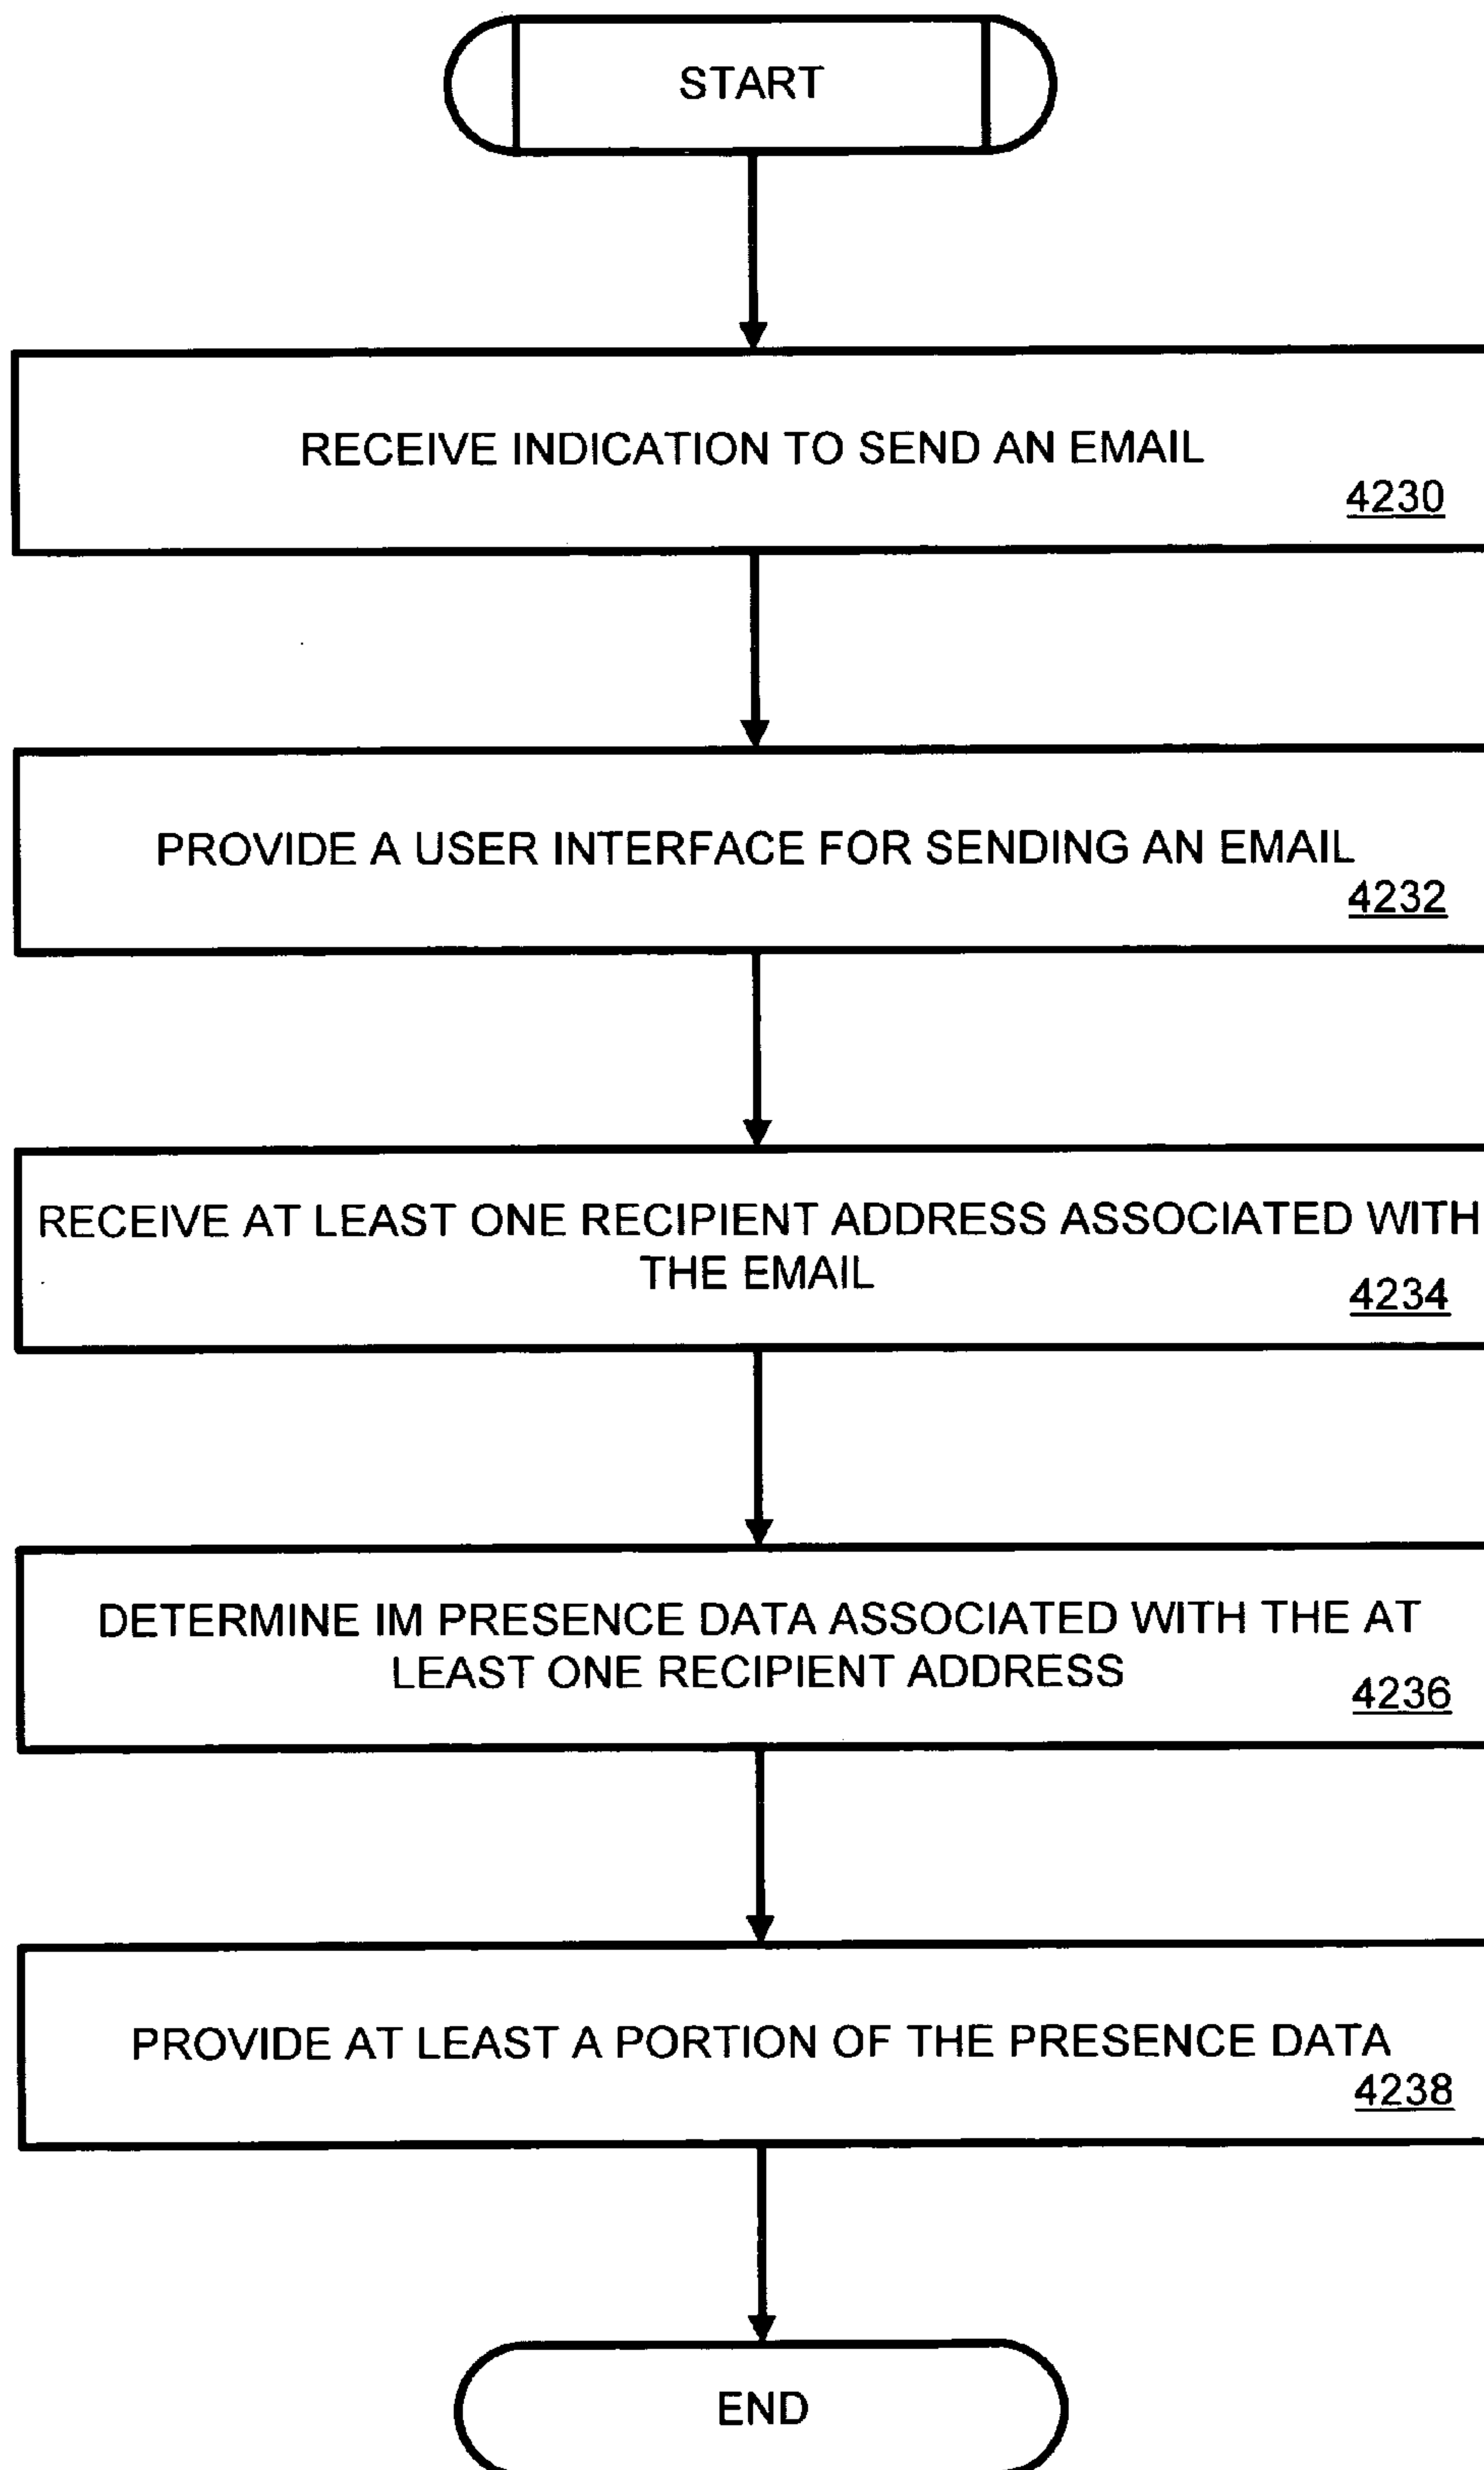 START
RECEIVE INDICATION TO SEND AN EMAIL
4230
PROVIDE A USER INTERFACE FOR SENDING AN EMAIL
4232
RECEIVE AT LEAST ONE RECIPIENT ADDRESS ASSOCIATED WITH
THE EMAIL
4234
DETERMINE IM PRESENCE DATA ASSOCIATED WITH THE AT
LEAST ONE RECIPIENT ADDRESS
4236
PROVIDE AT LEAST A PORTION OF THE PRESENCE DATA
4238
END